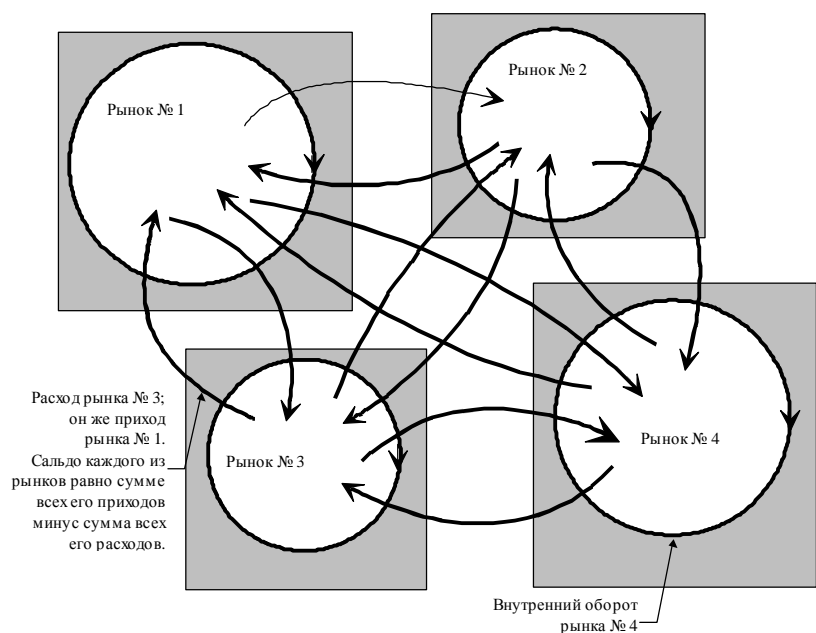 Рынок № 1
Рынок № 2
Расход рынка № 3;
он же приход
рынка № 1.
Сальдо каждого из
рынков равно сумме
всех его приходов
минус сумма всех
его расходов.
Рынок № 3
Рынок № 4
Внутренний оборот
рынка № 4